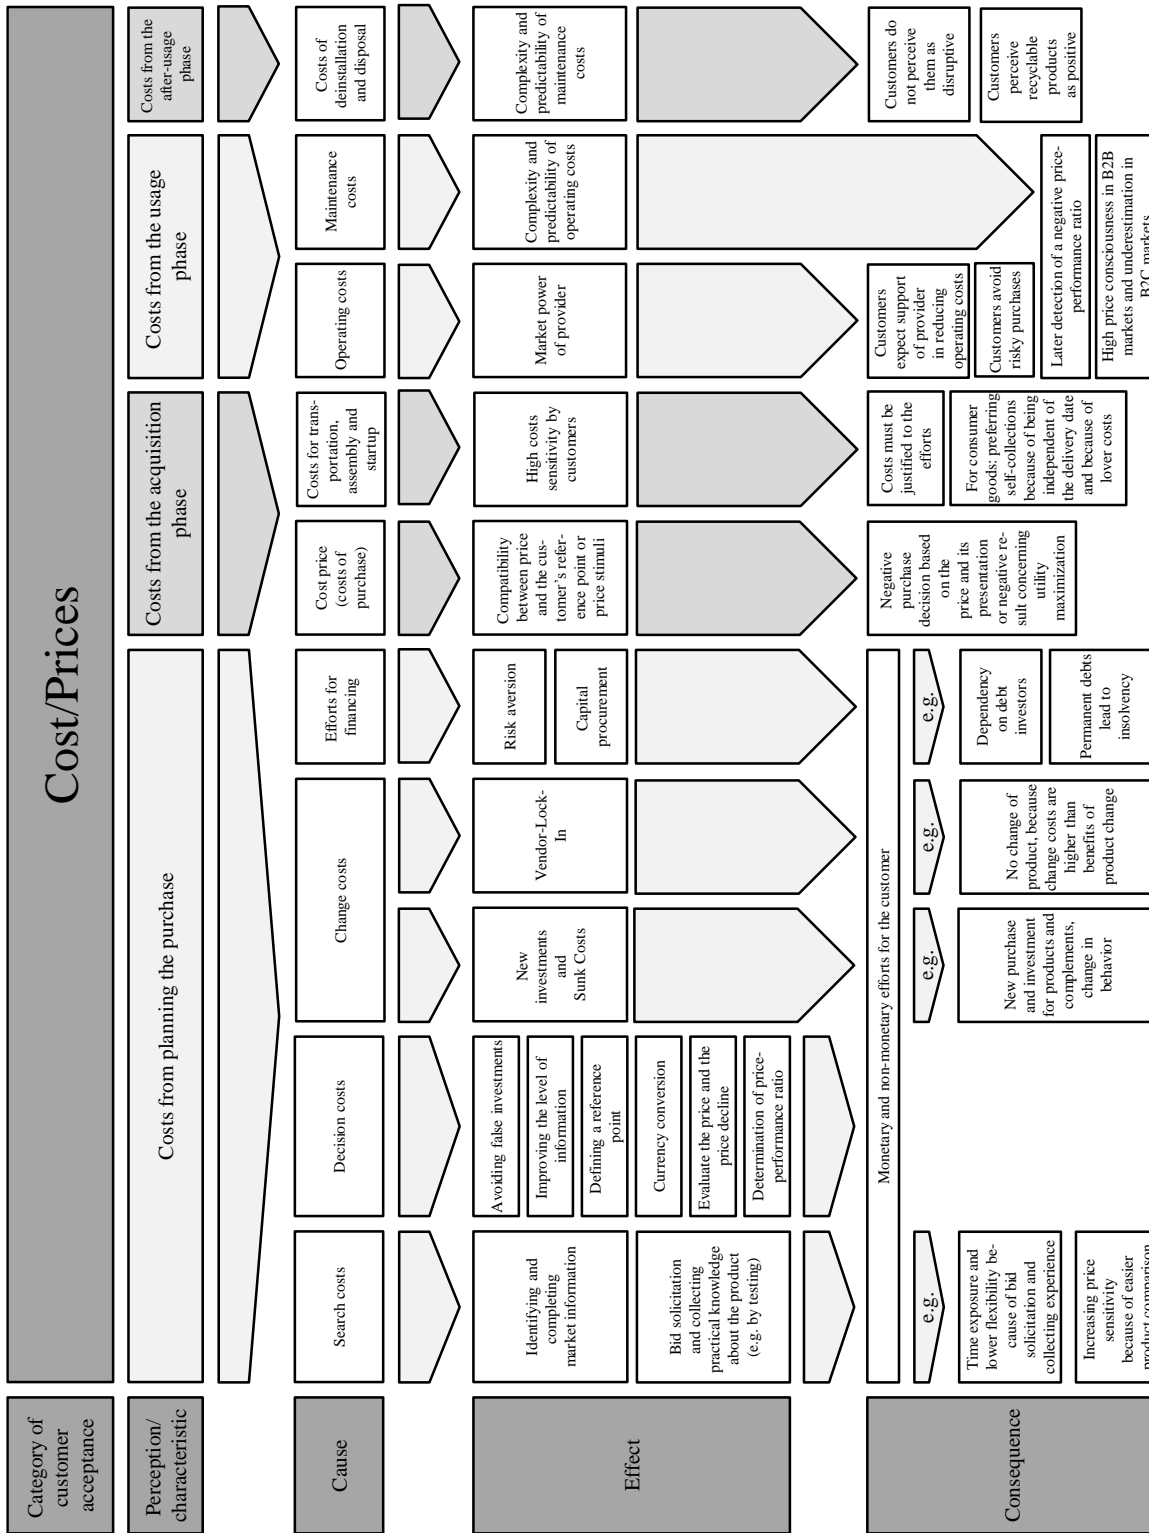 Category of
customer
acceptance
Cost/Prices
Perception/
characteristic
Costs from planning the purchase
Costs from the acquisition
phase
Costs from the usage
phase
Costs from the
after-usage
phase
Cause
Search costs
Decision costs
Change costs
Efforts for
financing
Cost price
(costs of
purchase)
Costs for trans-
portation,
assembly and
startup
Operating costs
Maintenance
costs
Costs of
deinstallation
and disposal
Effect
Identifying and
completing
market information
Bid solicitation
and collecting
practical knowledge
about the product
(e.g. by testing)
Avoiding false investments
Improving the level of
information
Defining a reference
point
Currency conversion
Evaluate the price and the
price decline
Determination of price-
performance ratio
New
investments
and
Sunk Costs
Vendor-Lock-
In
Risk aversion
Capital
procurement
Compatibility
between price
and the cus-
tomer's refer-
ence point or
price stimuli
High costs
sensitivity by
customers
Market power
of provider
Complexity and
predictability of
operating costs
Complexity and
predictability of
maintenance
costs
Consequence
Monetary and non-monetary efforts for the customer
e.g.
Time exposure and
lower flexibility be-
cause of bid
solicitation and
collecting experience
Increasing price
sensitivity
because of easier
product comparison
e.g.
New purchase
and investment
for products and
complements,
change in
behavior
e.g.
No change of
product, because
change costs are
higher than
benefits of
product change
e.g.
Dependency
on debt
investors
Permanent debts
lead to
insolvency
Negative
purchase
decision based
on the
price and its
presentation
or negative re-
sult concerning
utility
maximization
Costs must be
justified to the
efforts
For consumer
goods: preferring
self-collections
because of being
independent of
the delivery date
and because of
lover costs
Customers
expect support
of provider
in reducing
operating costs
Customers avoid
risky purchases
Later detection of a negative price-
performance ratio
High price consciousness in B2B
markets and underestimation in
B2C markets
Customers do
not perceive
them as
disruptive
Customers
perceive
recyclable
products
as positive